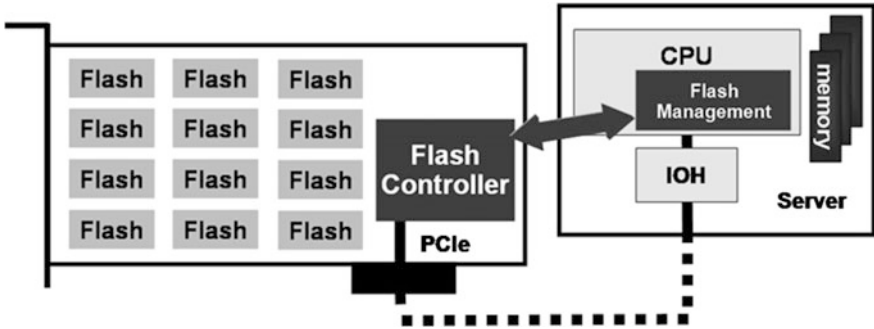 Flash Flash Flash
Flash Flash Flash
Flash Flash Flash
Flash Flash Flash
Flash
Controller
PCIe
CPU
Flash
Management
memory
IOH
Server